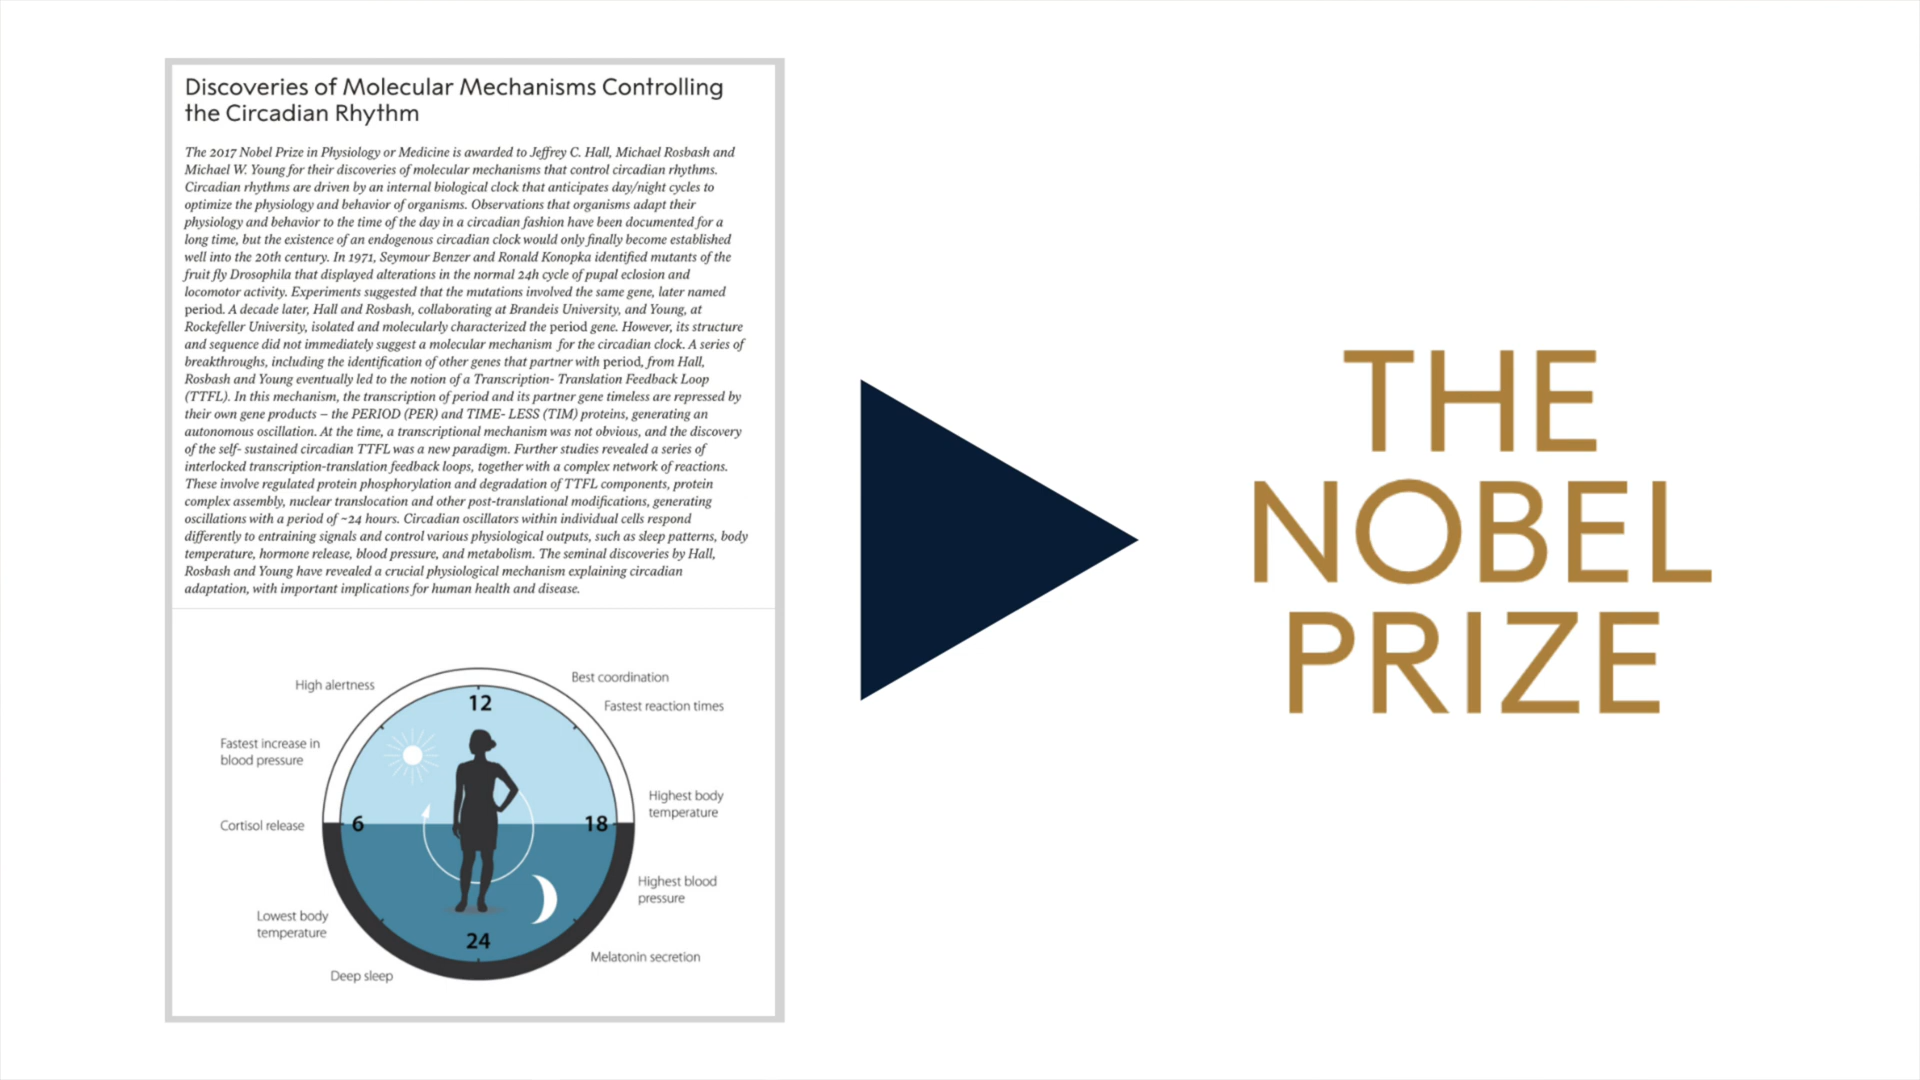 Discoveries of Molecular Mechanisms Controlling
the Circadian Rhythm
The 2017 Nobel Prize in Physiology or Medicine is awarded to Jeffrey C. Hall, Michael Rosbash and
Michael W. Young for their discoveries of molecular mechanisms that control circadian rhythms.
Circadian rhythms are driven by an internal biological clock that anticipates day/night cycles to
optimize the physiology and behavior of organisms. Observations that organisms adapt their
physiology and behavior to the time of the day in a circadian fashion have been documented for a
long time, but the existence of an endogenous circadian clock would only finally become established
well into the 20th century. In 1971, Seymour Benzer and Ronald Konopka identified mutants of the
fruit fly Drosophila that displayed alterations in the normal 24h cycle of pupal eclosion and
locomotor activity. Experiments suggested that the mutations involved the same gene, later named
period. A decade later, Hall and Rosbash, collaborating at Brandeis University, and Young, at
Rockefeller University, isolated and molecularly characterized the period gene. However, its structure
and sequence did not immediately suggest a molecular mechanism for the circadian clock. A series of
breakthroughs, including the identification of other genes that partner with period, from Hall,
Rosbash and Young eventually led to the notion of a Transcription- Translation Feedback Loop
(TTFL). In this mechanism, the transcription of period and its partner gene timeless are repressed by
their own gene products – the PERIOD (PER) and TIME- LESS (TIM) proteins, generating an
autonomous oscillation. At the time, a transcriptional mechanism was not obvious, and the discovery
of the self- sustained circadian TTFL was a new paradigm. Further studies revealed a series of
interlocked transcription-translation feedback loops, together with a complex network of reactions.
These involve regulated protein phosphorylation and degradation of TTFL components, protein
complex assembly, nuclear translocation and other post-translational modifications, generating
oscillations with a period of ~24 hours. Circadian oscillators within individual cells respond
differently to entraining signals and control various physiological outputs, such as sleep patterns, body
temperature, hormone release, blood pressure, and metabolism. The seminal discoveries by Hall,
Rosbash and Young have revealed a crucial physiological mechanism explaining circadian
adaptation, with important implications for human health and disease.
High alertness
Best coordination
Fastest reaction times
12
Fastest increase in
blood pressure
Highest body
temperature
Cortisol release
6
18
Highest blood
pressure
Lowest body
temperature
24
Melatonin secretion
Deep sleep
THE
NOBEL
PRIZE